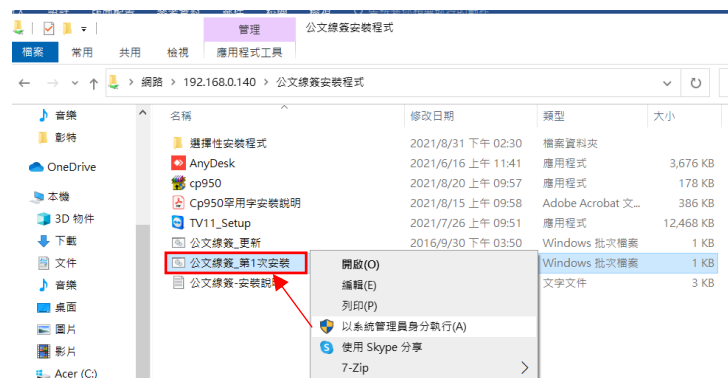 管理
公文線簽安裝程式
檔案 常用 共用 檢視 應用程式工具
網路 > 192.168.0.140 > 公文線簽安裝程式
音樂
彰特
OneDrive
本機
3D 物件
下載
文件
音樂
桌面
圖片
影片
Acer (C:)
名稱 修改日期 類型 大小
選擇性安裝程式 2021/8/31 下午 02:30 檔案資料夾
AnyDesk 2021/6/16 上午 11:41 應用程式 3,676 KB
cp950 2021/8/20 上午 09:57 應用程式 178 KB
Cp950罕用字安裝說明 2021/8/15 上午 09:58 Adobe Acrobat 文... 386 KB
TV11_Setup 2021/7/26 上午 09:51 應用程式 12,468 KB
公文線簽_更新 2016/9/30 下午 03:50 Windows 批次檔案 1 KB
公文線簽_第1次安裝 Windows 批次檔案 1 KB
公文線簽-安裝說明 文字文件 3 KB
開啟(O)
編輯(E)
列印(P)
以系統管理員身分執行(A)
使用 Skype 分享
7-Zip